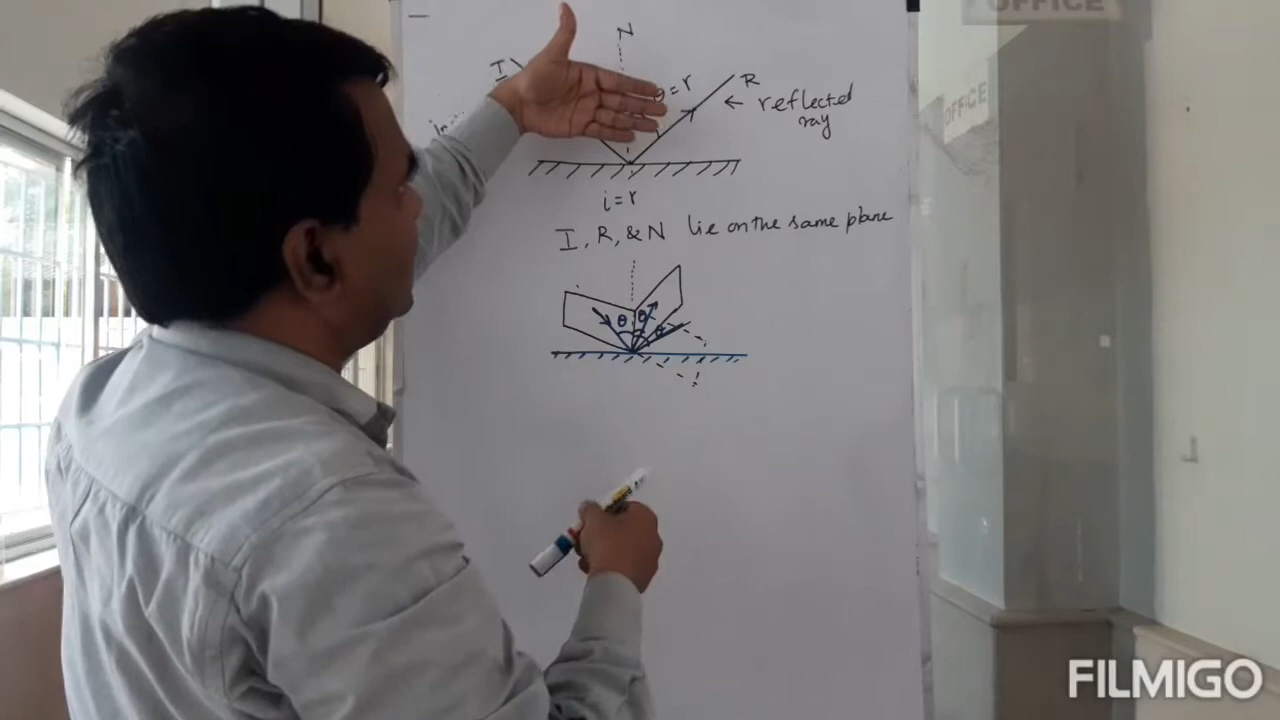 N
I
θ = r
R
← reflected
ray
i = r
I, R, & N lie on the same plane
θ θ θ
OFFICE
OFFICE
FILMIGO